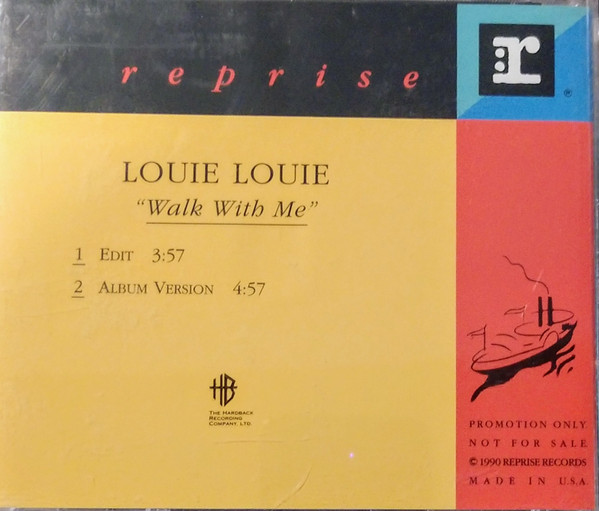 reprise
r
®
LOUIE LOUIE
“Walk With Me”
1 EDIT 3:57
2 ALBUM VERSION 4:57
HB
THE HARDBACK
RECORDING
COMPANY, LTD.
PROMOTION ONLY
NOT FOR SALE
© 1990 REPRISE RECORDS
MADE IN U.S.A.